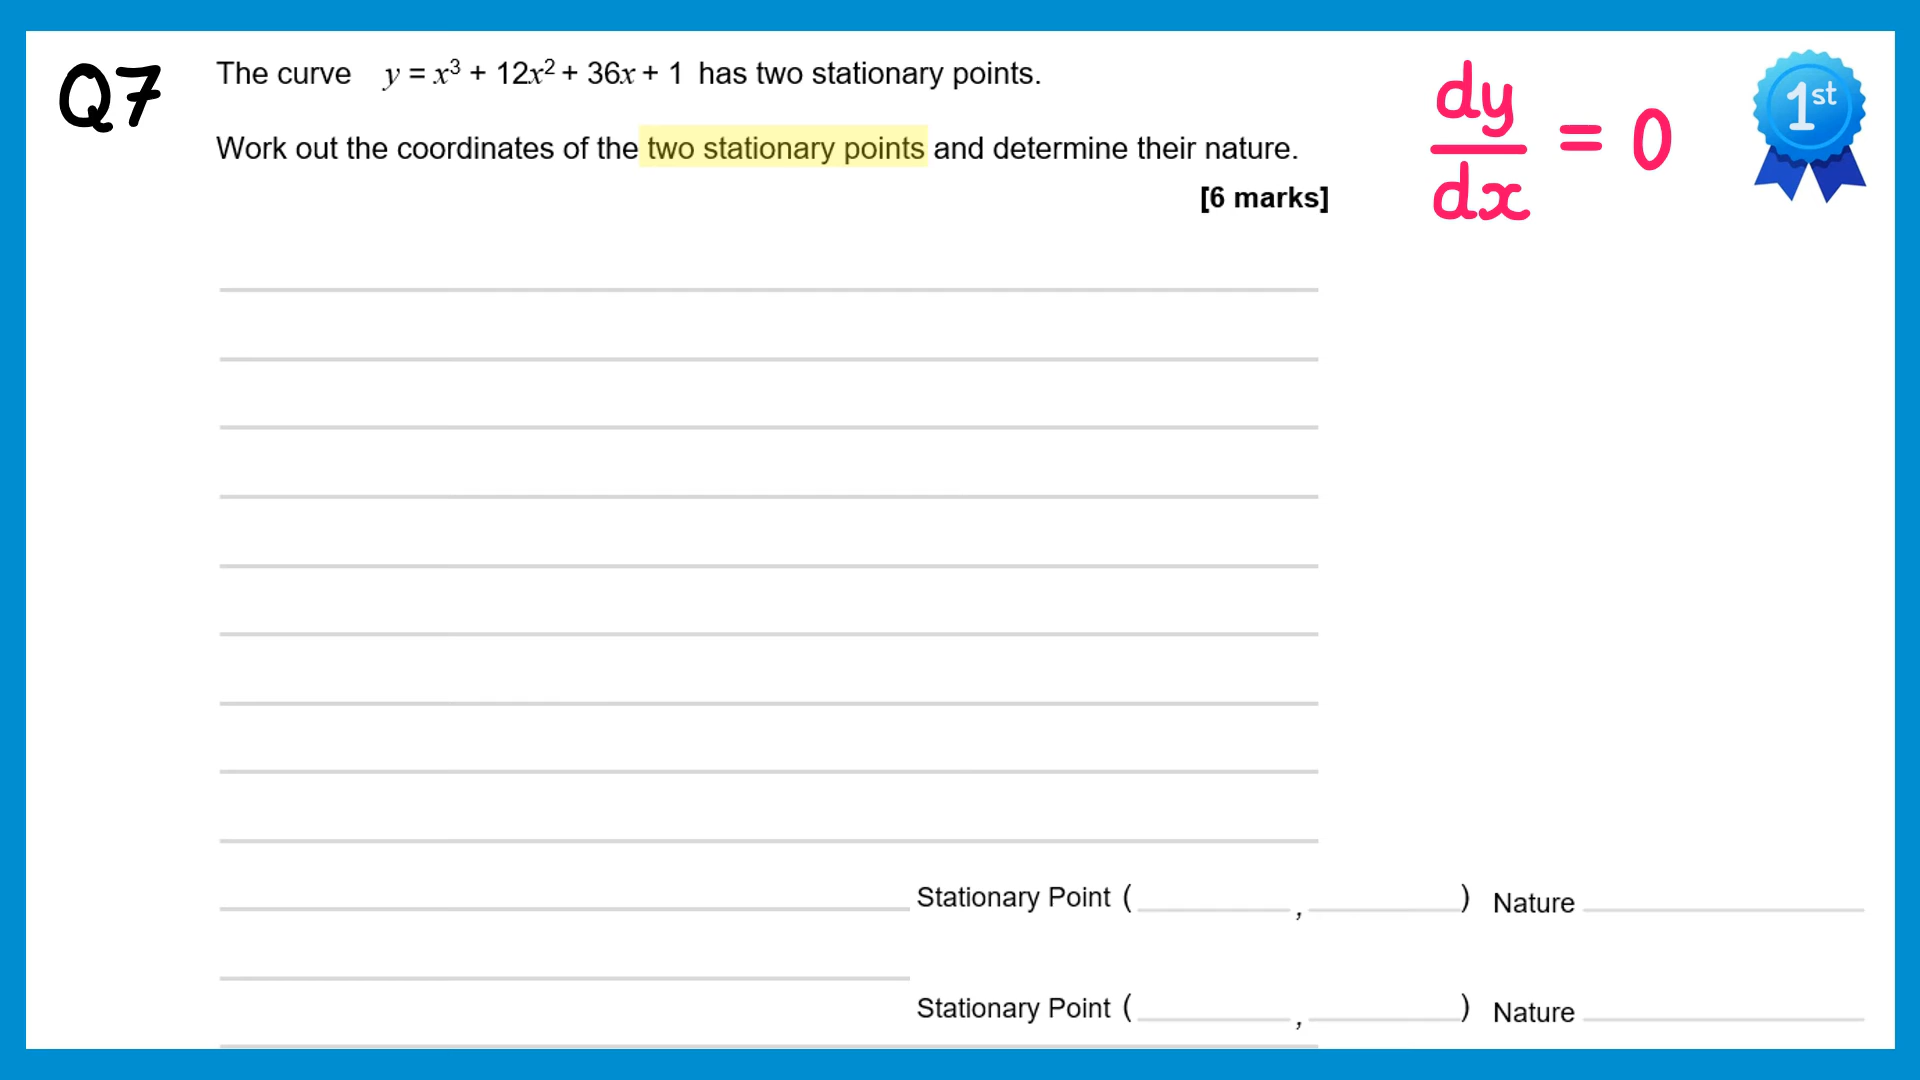 Q7
The curve y = x³ + 12x² + 36x + 1 has two stationary points.
Work out the coordinates of the two stationary points and determine their nature.
[6 marks]
dy/dx = 0
1st
Stationary Point ( , ) Nature
Stationary Point ( , ) Nature